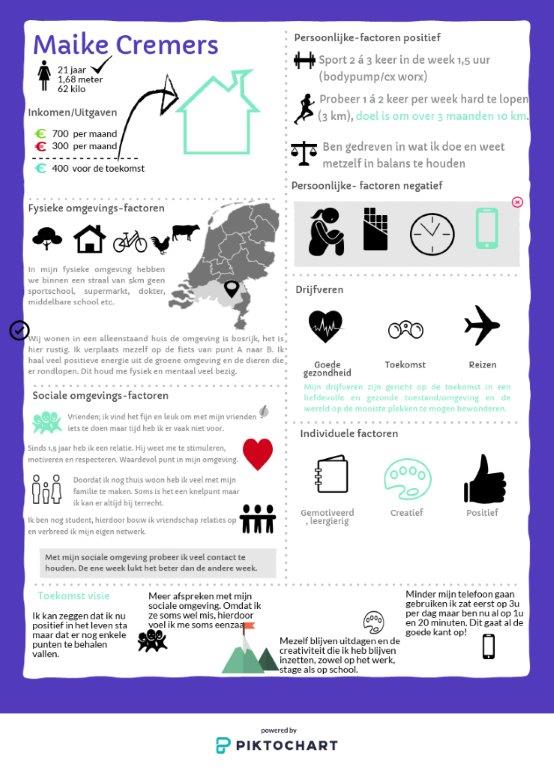 Maike Cremers
21 jaar
1,68 meter
62 kilo
Inkomen/Uitgaven
€ 700 per maand
€ 300 per maand
€ 400 voor de toekomst
Persoonlijke-factoren positief
Sport 2 á 3 keer in de week 1,5 uur
(bodypump/cx worx)
Probeer 1 á 2 keer per week hard te lopen
(3 km), doel is om over 3 maanden 10 km.
Ben gedreven in wat ik doe en weet
metzelf in balans te houden
Persoonlijke- factoren negatief
Fysieke omgevings-factoren
In mijn fysieke omgeving hebben
we binnen een straal van 5km geen
sportschool, supermarkt, dokter,
middelbare school etc.
Wij wonen in een alleenstaand huis de omgeving is bosrijk, het is
hier rustig. Ik verplaats mezelf op de fiets van punt A naar B. Ik
haal veel positieve energie uit de groene omgeving en de dieren die
er rondlopen. Dit houd me fysiek en mentaal veel bezig.
Drijfveren
Goede
gezondheid
Toekomst
Reizen
Mijn drijfveren zijn gericht op de toekomst in een
liefdevolle en gezonde toestand/omgeving en de
wereld op de mooiste plekken te mogen bewonderen.
Sociale omgevings-factoren
Vrienden; ik vind het fijn en leuk om met mijn vrienden
iets te doen maar tijd heb ik er vaak niet voor.
Sinds 1,5 jaar heb ik een relatie. Hij weet me te stimuleren,
motiveren en respecteren. Waardevol punt in mijn omgeving.
Doordat ik nog thuis woon heb ik veel met mijn
familie te maken. Soms is het een knelpunt maar
ik kan er altijd bij terrecht.
Ik ben nog student, hierdoor bouw ik vriendschap relaties op
en verbreed ik mijn eigen netwerk.
Met mijn sociale omgeving probeer ik veel contact te
houden. De ene week lukt het beter dan de andere week.
Individuele factoren
Gemotiveerd
, leergierig
Creatief
Positief
Toekomst visie
Ik kan zeggen dat ik nu
positief in het leven sta
maar dat er nog enkele
punten te behalen
vallen.
Meer afspreken met mijn
sociale omgeving. Omdat ik
ze soms wel mis, hierdoor
voel ik me soms eenzaam
Mezelf blijven uitdagen en de
creativiteit die ik heb blijven
inzetten, zowel op het werk,
stage als op school.
Minder mijn telefoon gaan
gebruiken ik zat eerst op 3u
per dag maar ben nu al op 1u
en 20 minuten. Dit gaat al de
goede kant op!
powered by
PIKTOCHART